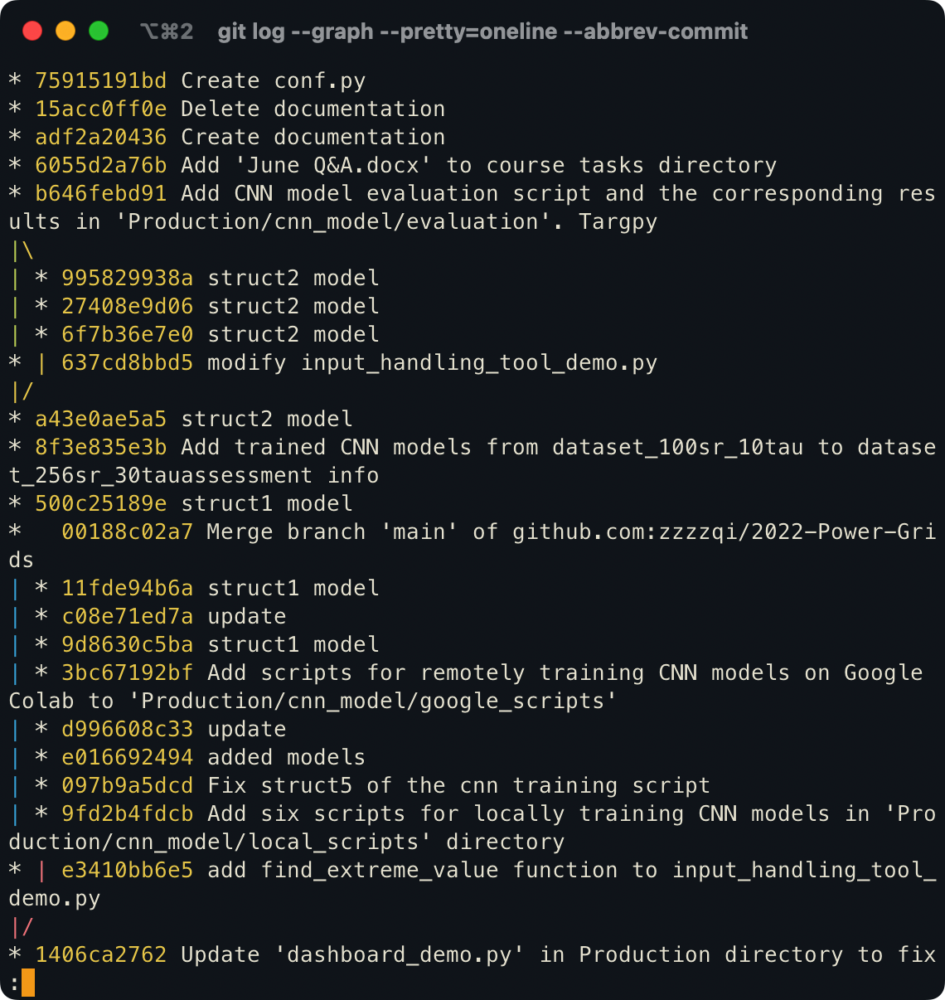 ⌥⌘2 git log --graph --pretty=oneline --abbrev-commit
* 75915191bd Create conf.py
* 15acc0ff0e Delete documentation
* adf2a20436 Create documentation
* 6055d2a76b Add 'June Q&A.docx' to course tasks directory
* b646febd91 Add CNN model evaluation script and the corresponding res
ults in 'Production/cnn_model/evaluation'. Targpy
|\
| * 995829938a struct2 model
| * 27408e9d06 struct2 model
| * 6f7b36e7e0 struct2 model
* | 637cd8bbd5 modify input_handling_tool_demo.py
|/
* a43e0ae5a5 struct2 model
* 8f3e835e3b Add trained CNN models from dataset_100sr_10tau to datase
t_256sr_30tauassessment info
* 500c25189e struct1 model
*   00188c02a7 Merge branch 'main' of github.com:zzzzqi/2022-Power-Gri
ds
| * 11fde94b6a struct1 model
| * c08e71ed7a update
| * 9d8630c5ba struct1 model
| * 3bc67192bf Add scripts for remotely training CNN models on Google
Colab to 'Production/cnn_model/google_scripts'
| * d996608c33 update
| * e016692494 added models
| * 097b9a5dcd Fix struct5 of the cnn training script
| * 9fd2b4fdcb Add six scripts for locally training CNN models in 'Pro
duction/cnn_model/local_scripts' directory
* | e3410bb6e5 add find_extreme_value function to input_handling_tool_
demo.py
|/
* 1406ca2762 Update 'dashboard_demo.py' in Production directory to fix
: